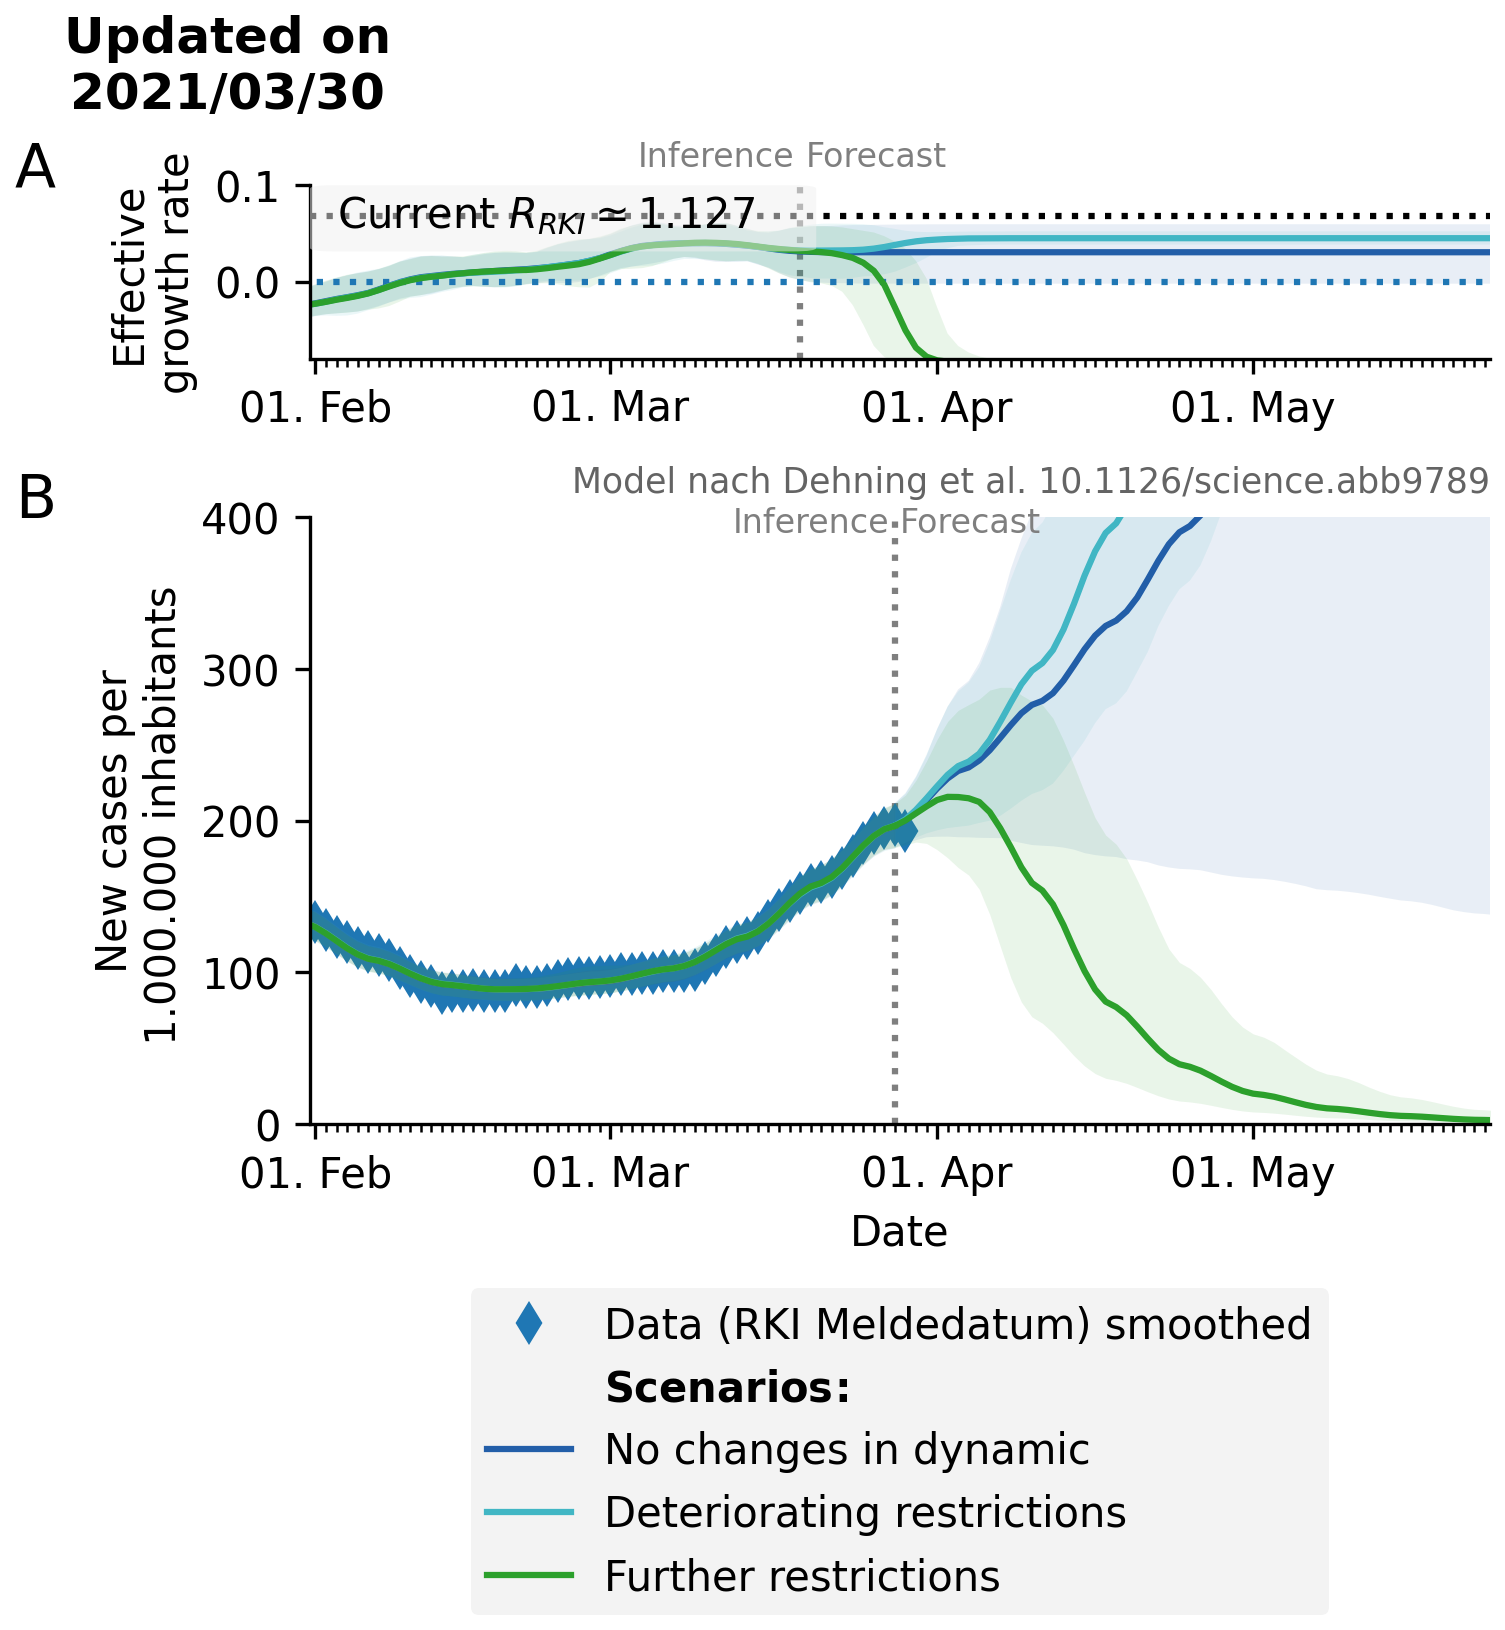 Updated on
2021/03/30
A
Inference Forecast
Effective
growth rate
0.1
0.0
Current R_RKI ≃ 1.127
01. Feb 01. Mar 01. Apr 01. May
B
Model nach Dehning et al. 10.1126/science.abb9789
Inference Forecast
New cases per
1.000.000 inhabitants
400
300
200
100
0
01. Feb 01. Mar 01. Apr 01. May
Date
Data (RKI Meldedatum) smoothed
Scenarios:
No changes in dynamic
Deteriorating restrictions
Further restrictions